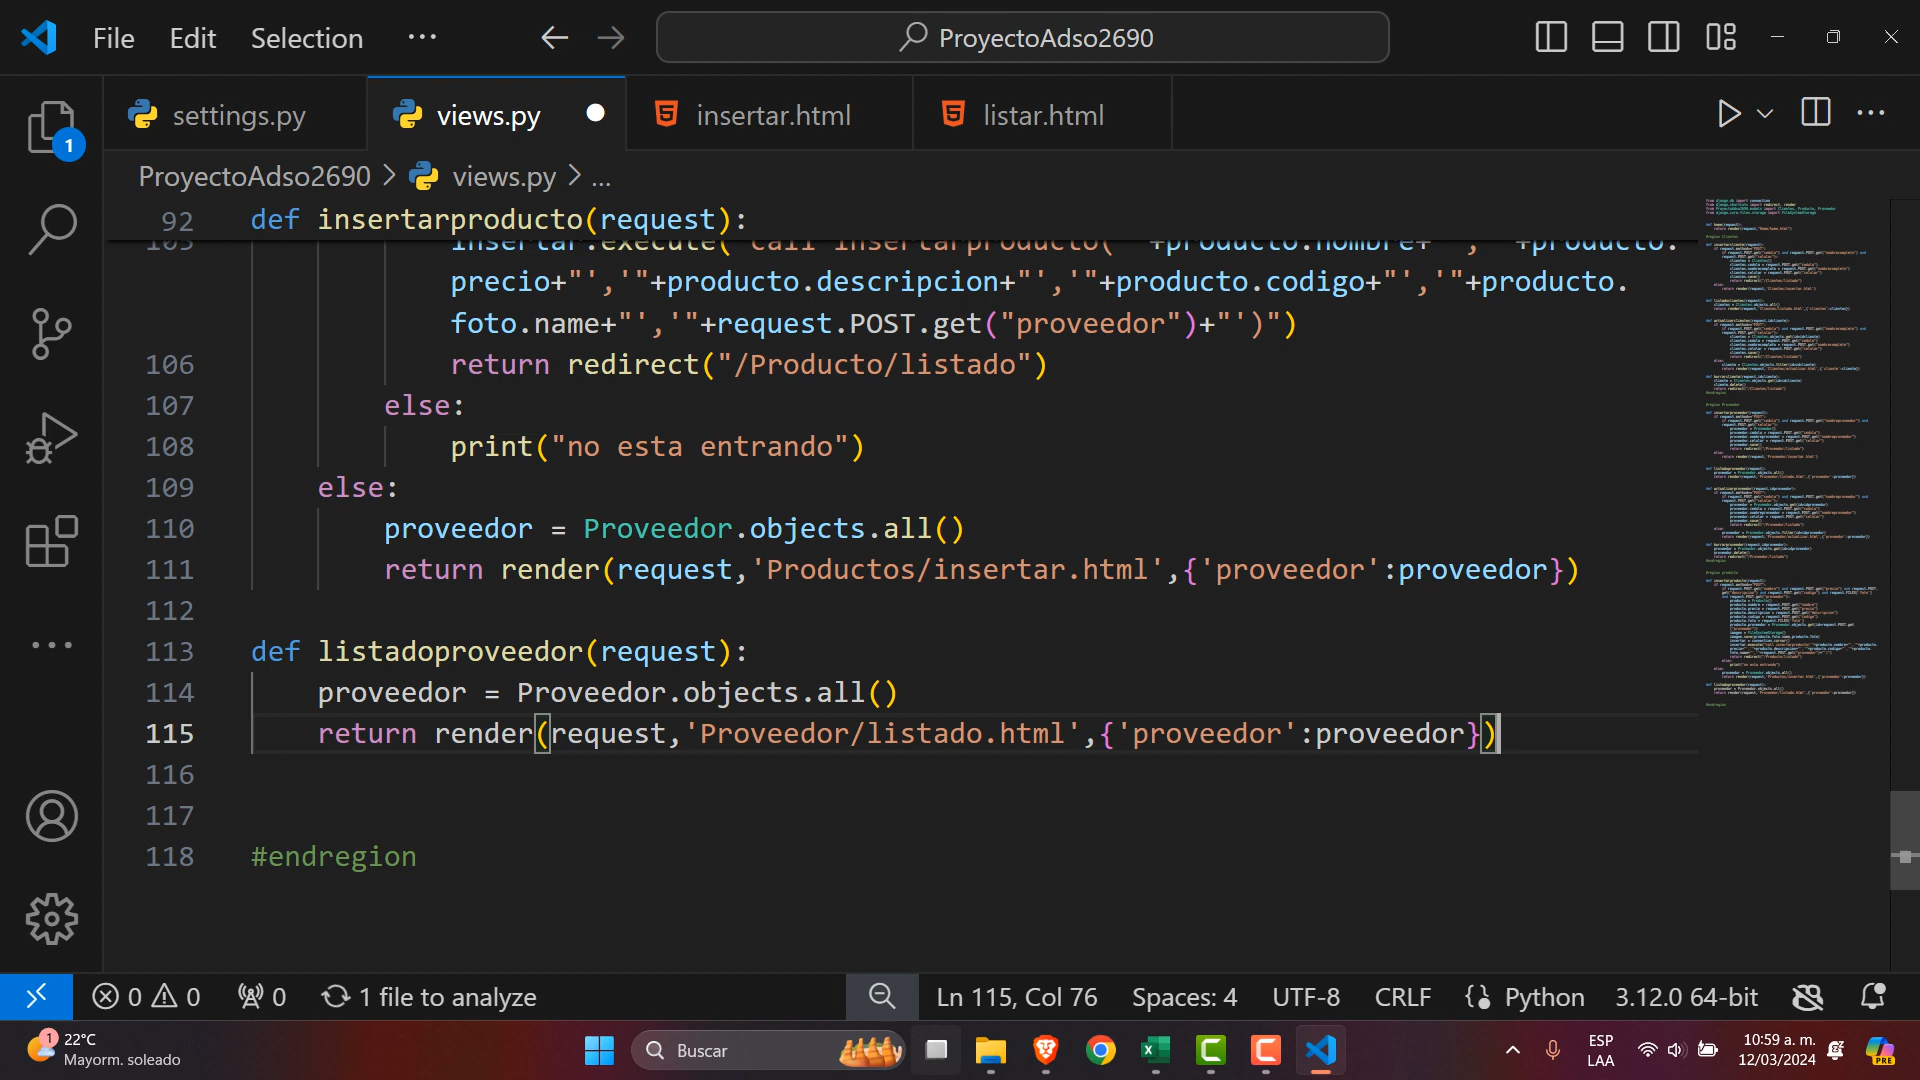 File Edit Selection ··· ProyectoAdso2690
settings.py views.py insertar.html listar.html
ProyectoAdso2690 > views.py > ...
92 def insertarproducto(request):
precio+"','"+producto.descripcion+"','"+producto.codigo+"','"+producto.
foto.name+"','"+request.POST.get("proveedor")+"')")
106 return redirect("/Producto/listado")
107 else:
108 print("no esta entrando")
109 else:
110 proveedor = Proveedor.objects.all()
111 return render(request,'Productos/insertar.html',{'proveedor':proveedor})
112
113 def listadoproveedor(request):
114 proveedor = Proveedor.objects.all()
115 return render(request,'Proveedor/listado.html',{'proveedor':proveedor})
116
117
118 #endregion
0 0 0 1 file to analyze Ln 115, Col 76 Spaces: 4 UTF-8 CRLF Python 3.12.0 64-bit
1 22°C Mayorm. soleado Buscar ESP LAA 10:59 a. m. 12/03/2024 PRE